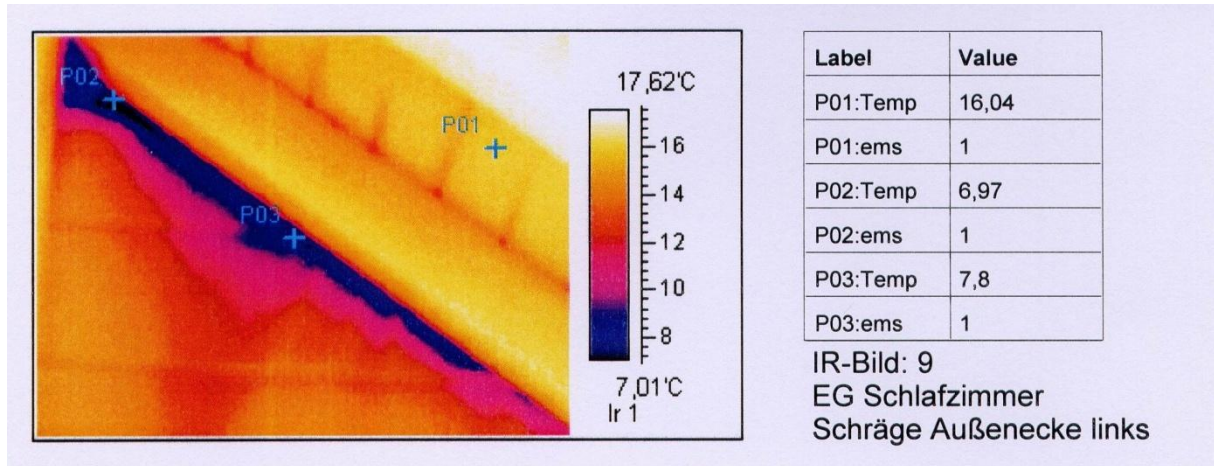 P02
P01
P03
17,62'C
16
14
12
10
8
7,01'C
Ir 1
Label Value
P01:Temp 16,04
P01:ems 1
P02:Temp 6,97
P02:ems 1
P03:Temp 7,8
P03:ems 1
IR-Bild: 9
EG Schlafzimmer
Schräge Außenecke links